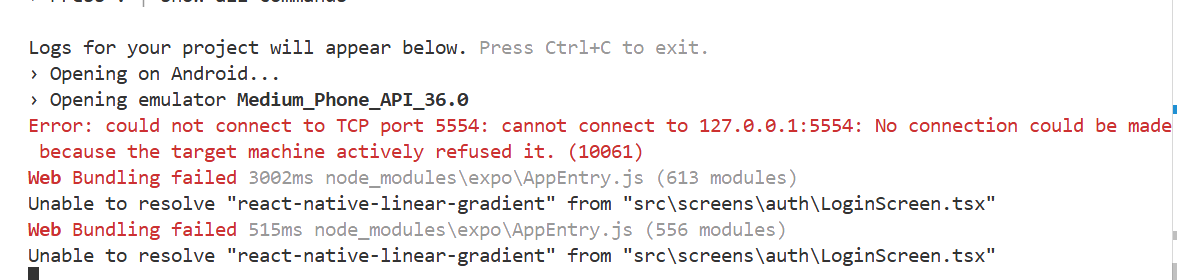 Logs for your project will appear below. Press Ctrl+C to exit.
› Opening on Android...
› Opening emulator Medium_Phone_API_36.0
Error: could not connect to TCP port 5554: cannot connect to 127.0.0.1:5554: No connection could be made
because the target machine actively refused it. (10061)
Web Bundling failed 3002ms node_modules\expo\AppEntry.js (613 modules)
Unable to resolve "react-native-linear-gradient" from "src\screens\auth\LoginScreen.tsx"
Web Bundling failed 515ms node_modules\expo\AppEntry.js (556 modules)
Unable to resolve "react-native-linear-gradient" from "src\screens\auth\LoginScreen.tsx"